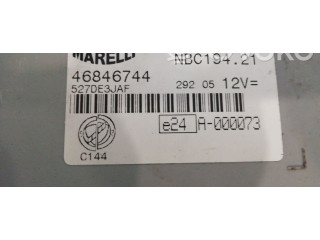 MARELLI NBC194.21
46846744
527DE3JAF 292 05 12V=
e24 A-000073
C144